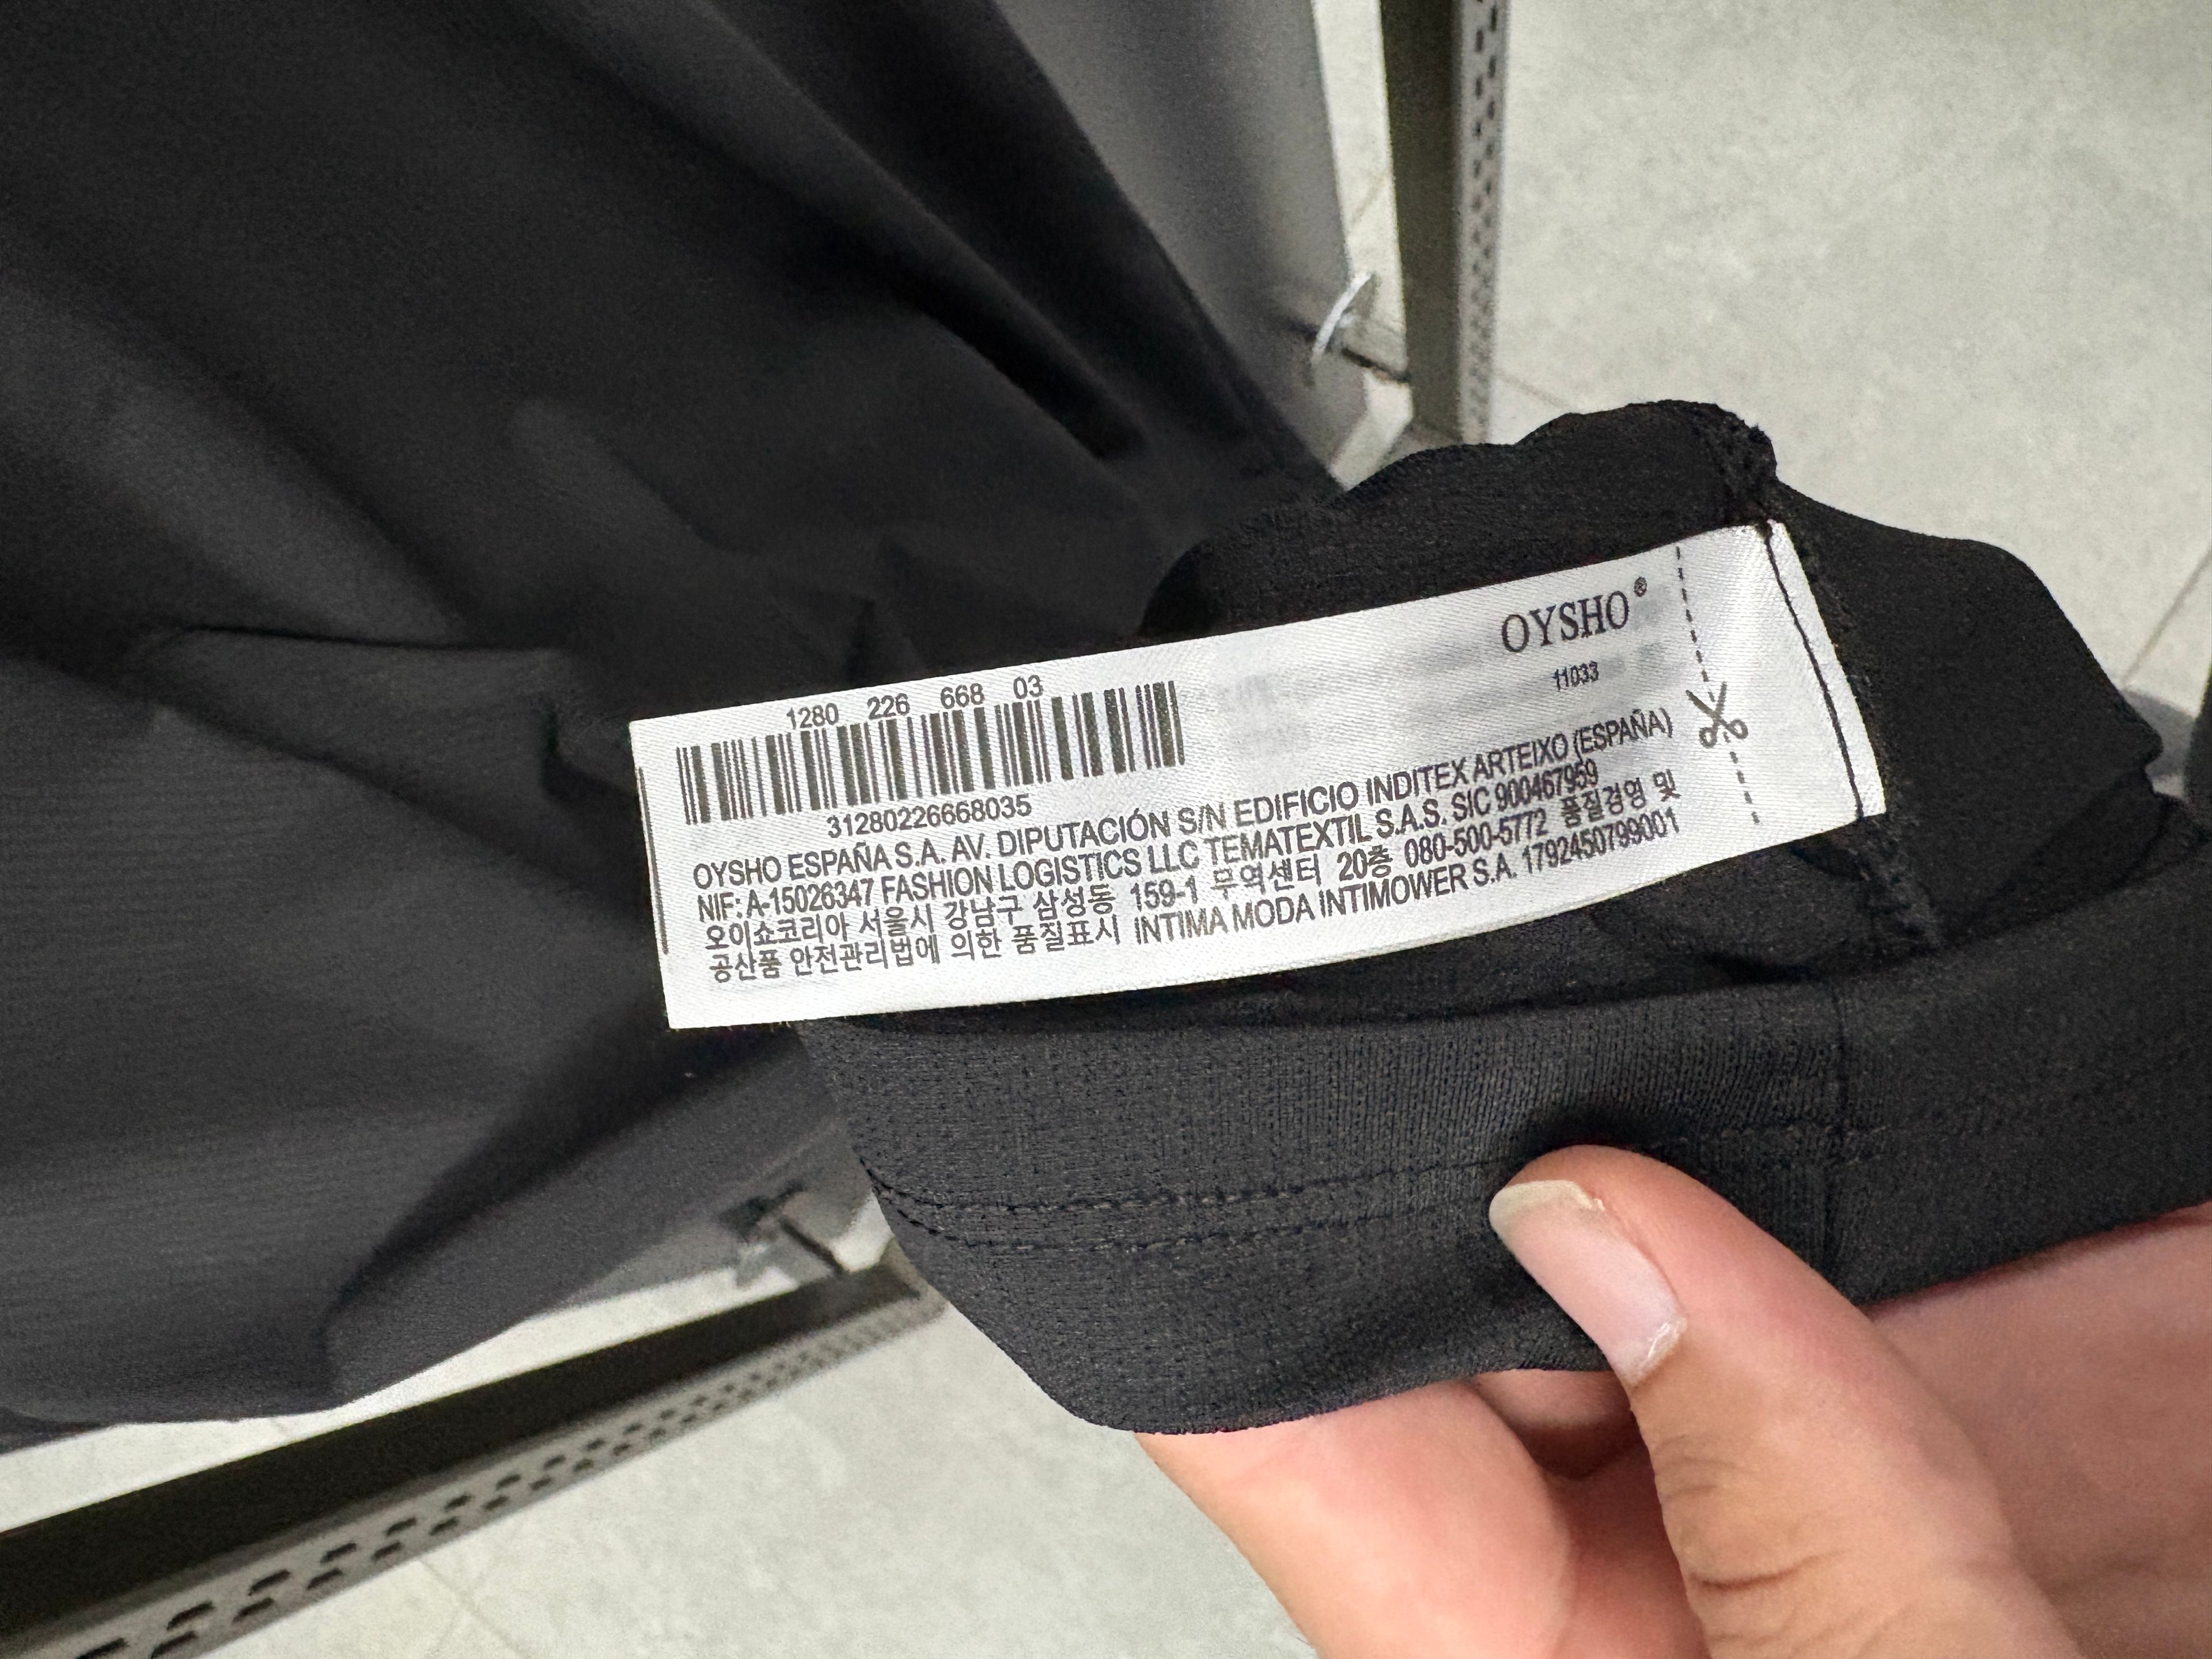 OYSHO®
11033
1280 226 668 03
31280226668035
OYSHO ESPAÑA S.A. AV. DIPUTACIÓN S/N EDIFICIO INDITEX ARTEIXO (ESPAÑA)
NIF: A-15026347 FASHION LOGISTICS LLC TEMATEXTIL S.A.S. SIC 900467959
오이쇼코리아 서울시 강남구 삼성동 159-1 무역센터 20층 080-500-5772 품질경영 및
공산품 안전관리법에 의한 품질표시 INTIMA MODA INTIMOWER S.A. 1792450799001